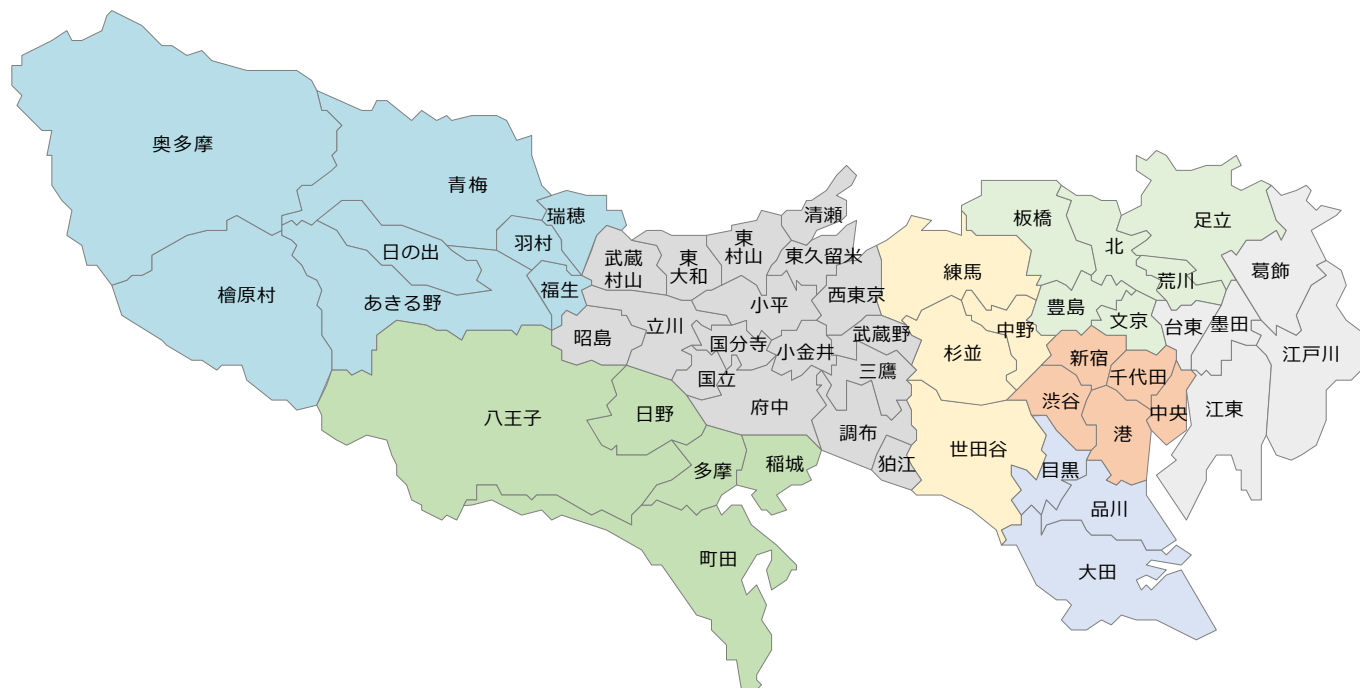 奥多摩
青梅
瑞穂
羽村
日の出
檜原村
あきる野
福生
武蔵
村山
東
大和
東
村山
清瀬
東久留米
西東京
小平
立川
昭島
国分寺
小金井
武蔵野
三鷹
国立
府中
調布
狛江
八王子
日野
多摩
稲城
町田
練馬
杉並
中野
世田谷
板橋
北
足立
荒川
豊島
文京
台東
墨田
葛飾
江戸川
江東
新宿
千代田
渋谷
中央
港
目黒
品川
大田